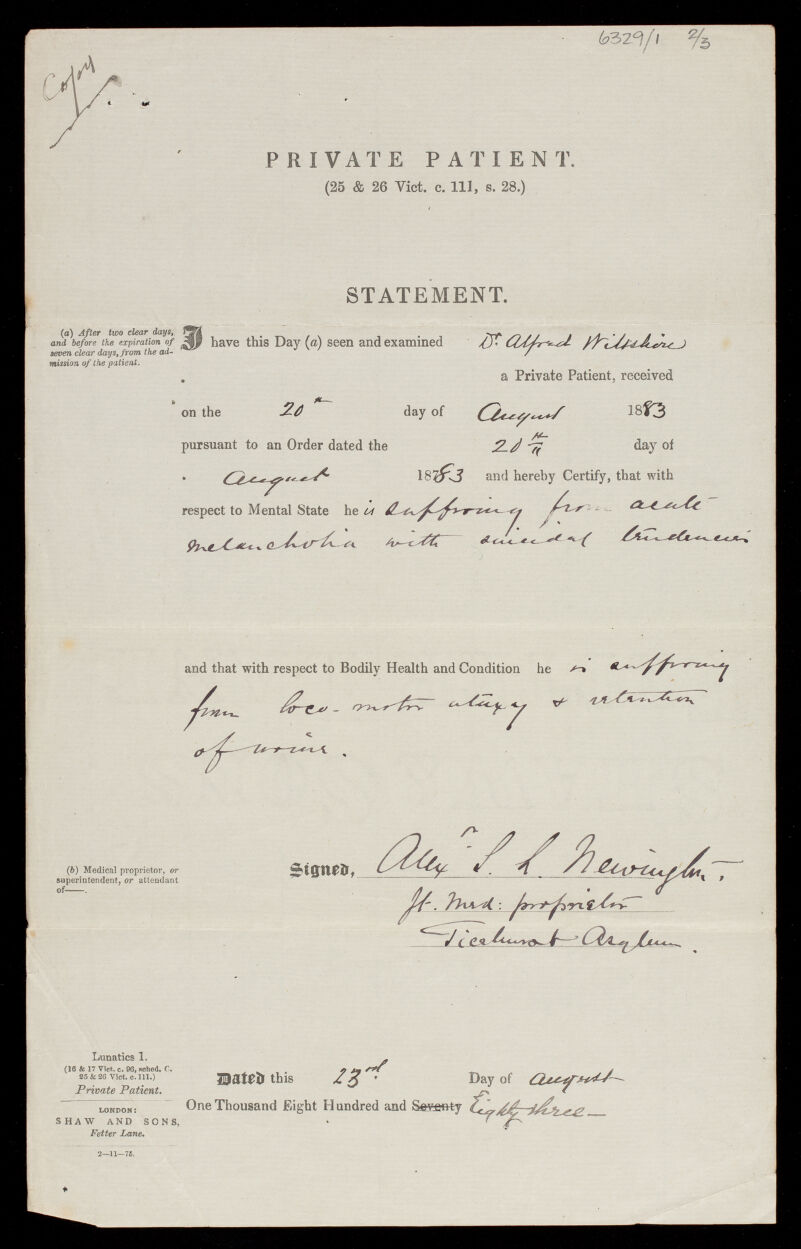 6329/1 2/3
Copy
PRIVATE PATIENT.
(25 & 26 Vict. c. 111, s. 28.)
STATEMENT.
(a) After two clear days,
and before the expiration of
seven clear days, from the ad-
mission of the patient.
I have this Day (a) seen and examined Dr. Alfred Wiltshire
a Private Patient, received
on the 20th day of August 1883
pursuant to an Order dated the 20th day of
August 1883 and hereby Certify, that with
respect to Mental State he is suffering from acute
melancholia with suicidal tendencies
and that with respect to Bodily Health and Condition he is suffering
from loco-motor ataxy & retention
of urine.
(b) Medical proprietor, or
superintendent, or attendant
of——.
Signed, Alexr S. L. Newington.
Jt. Med: proprietor
Ticehurst Asylum.
Lunatics 1.
(16 & 17 Vict. c. 96, sched. C.
25 & 26 Vict. c. 111.)
Private Patient.
LONDON:
SHAW AND SONS,
Fetter Lane.
2—11—75.
Dated this 23rd. Day of August
One Thousand Eight Hundred and Seventy Eighty three—